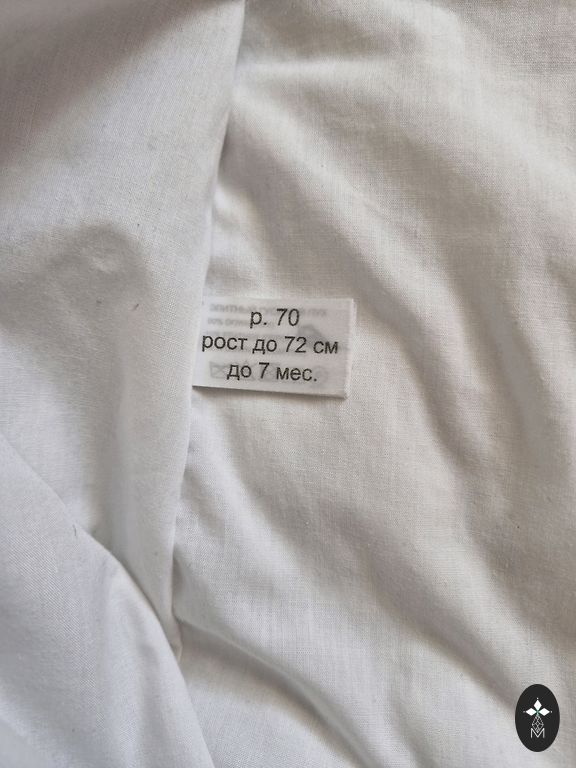 р. 70
рост до 72 см
до 7 мес.